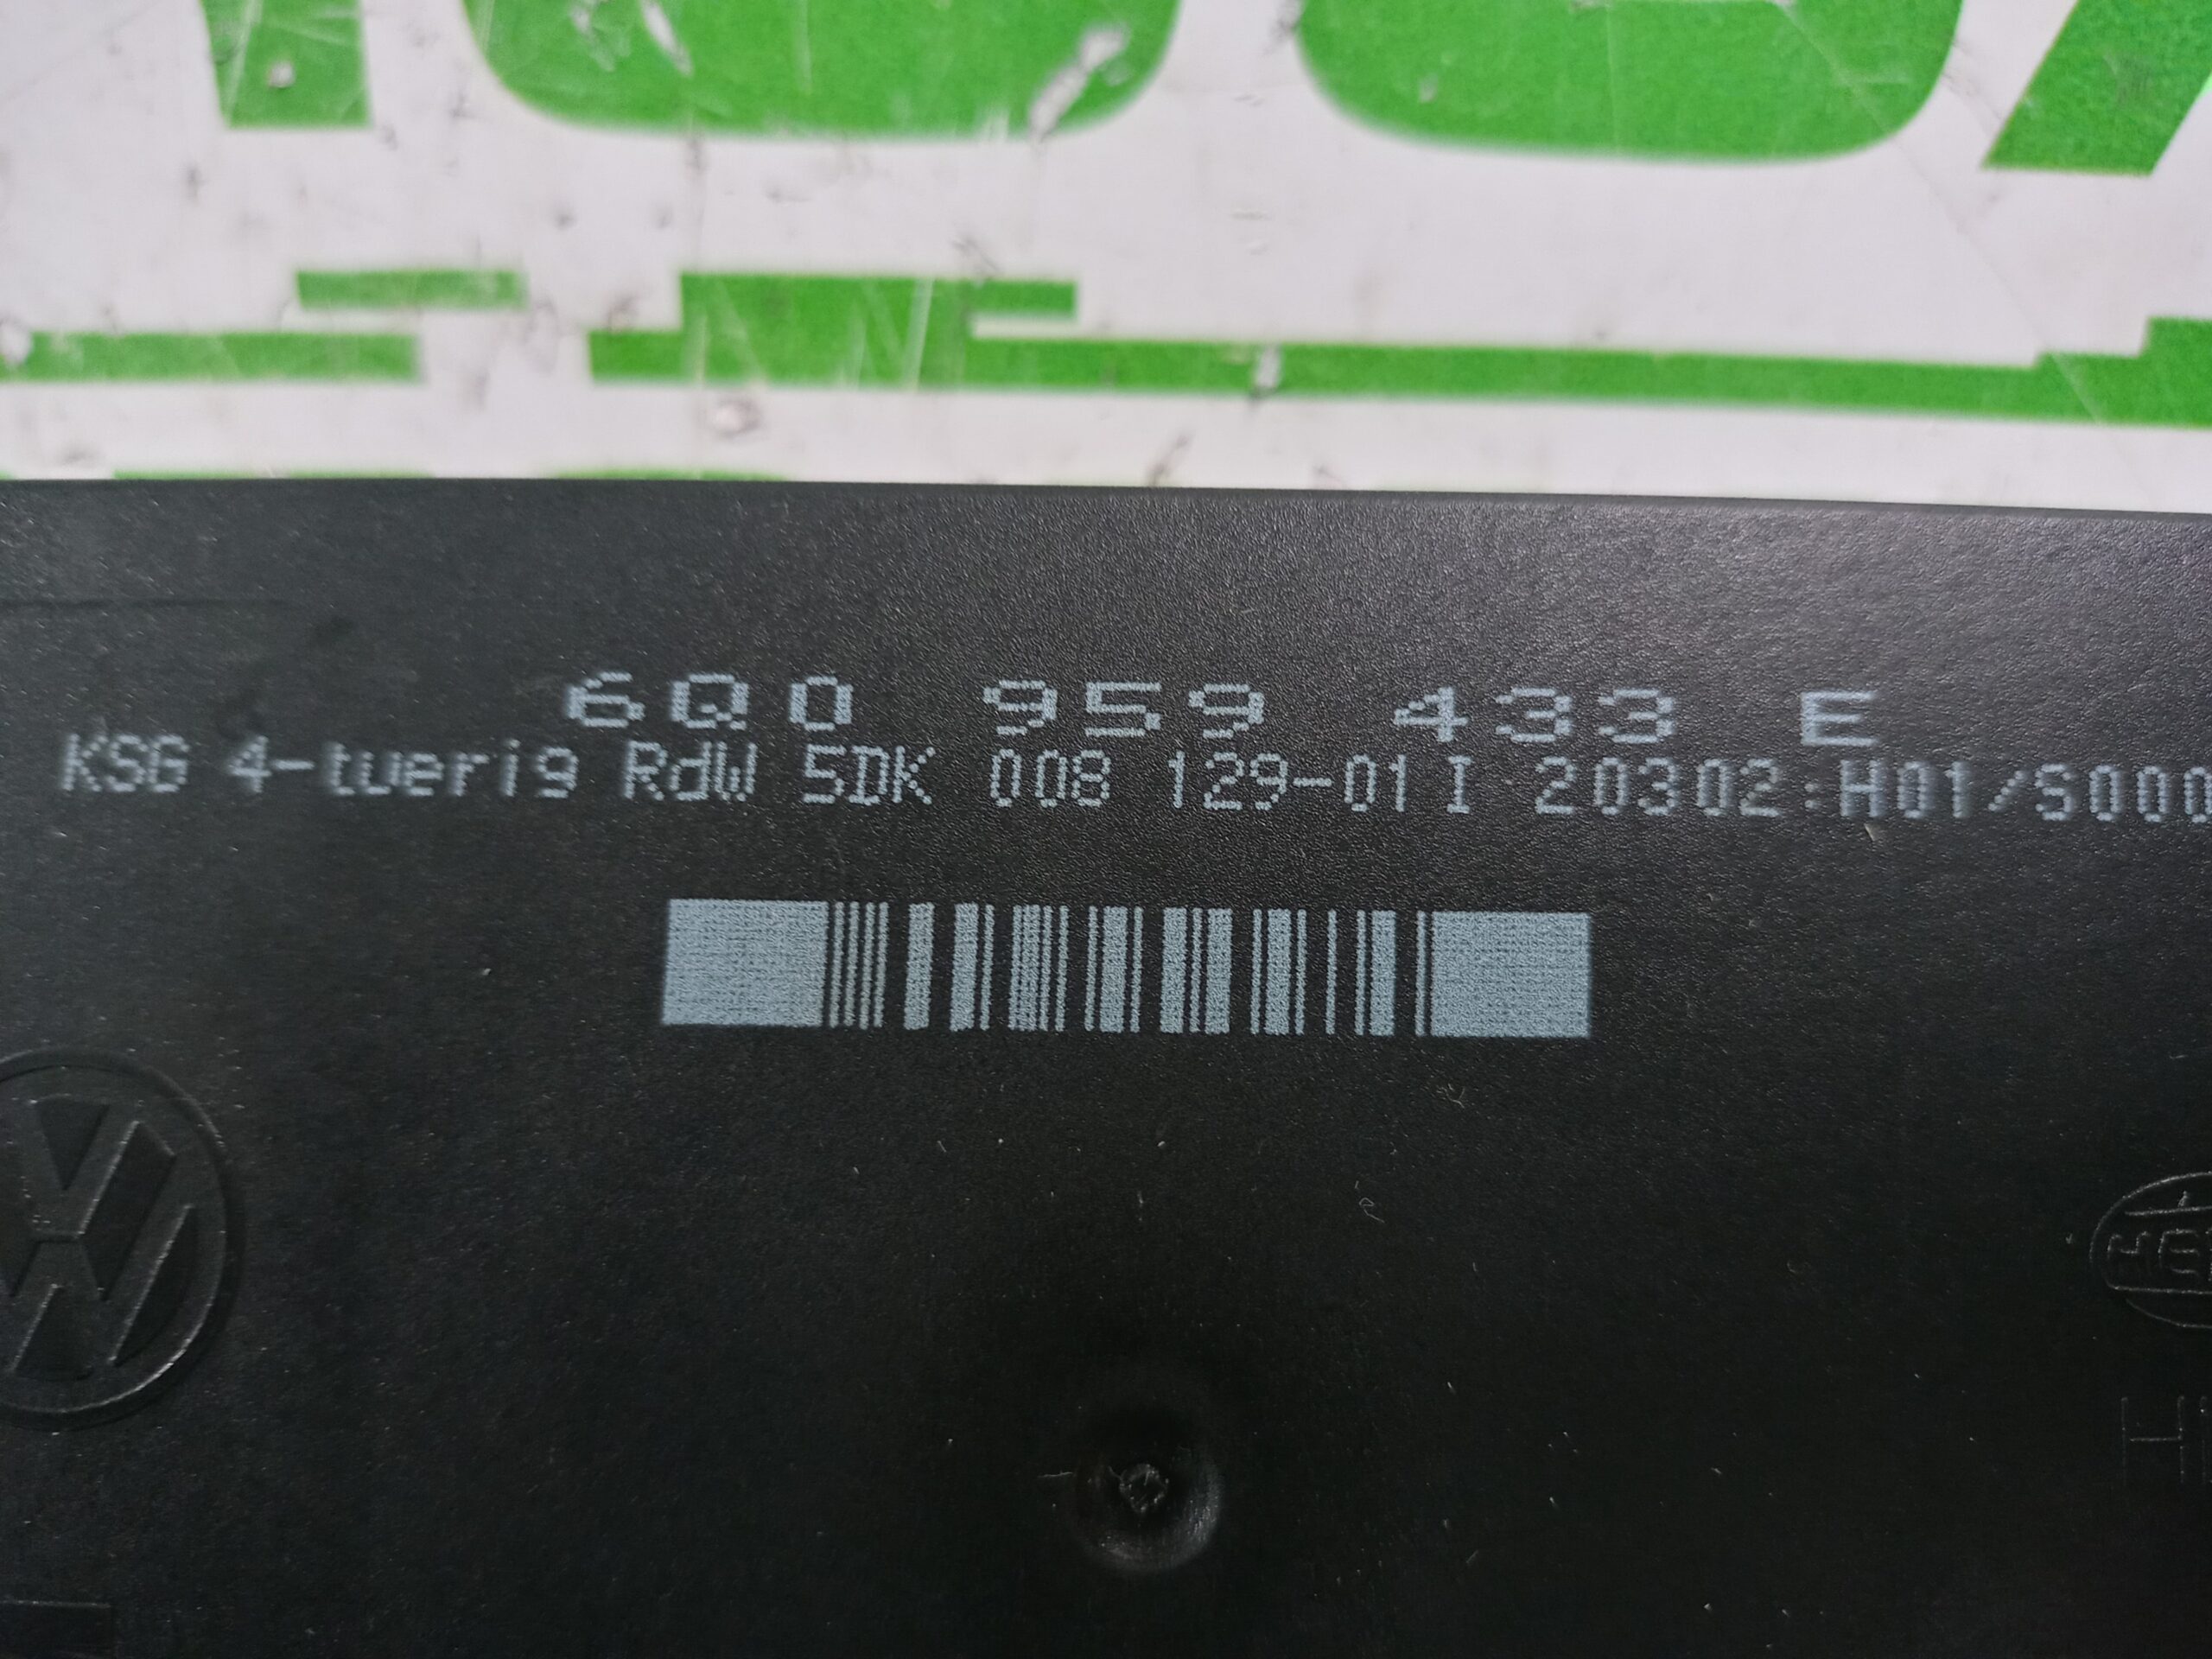 6Q0 959 433 E
KSG 4-tuerig RdW 5DK 008 129-01 I 20302:H01/S000